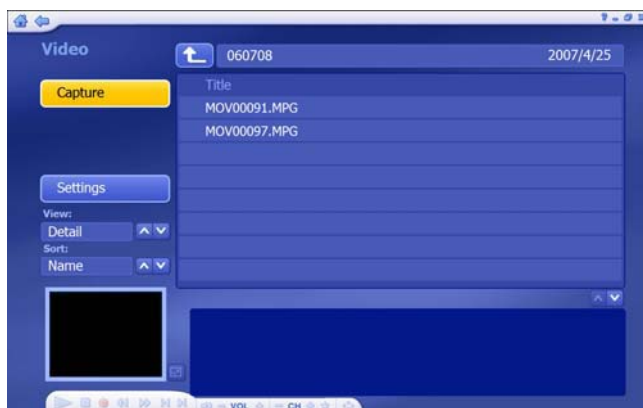 Video
060708 2007/4/25
Capture
Title
MOV00091.MPG
MOV00097.MPG
Settings
View:
Detail
Sort:
Name
VOL
CH